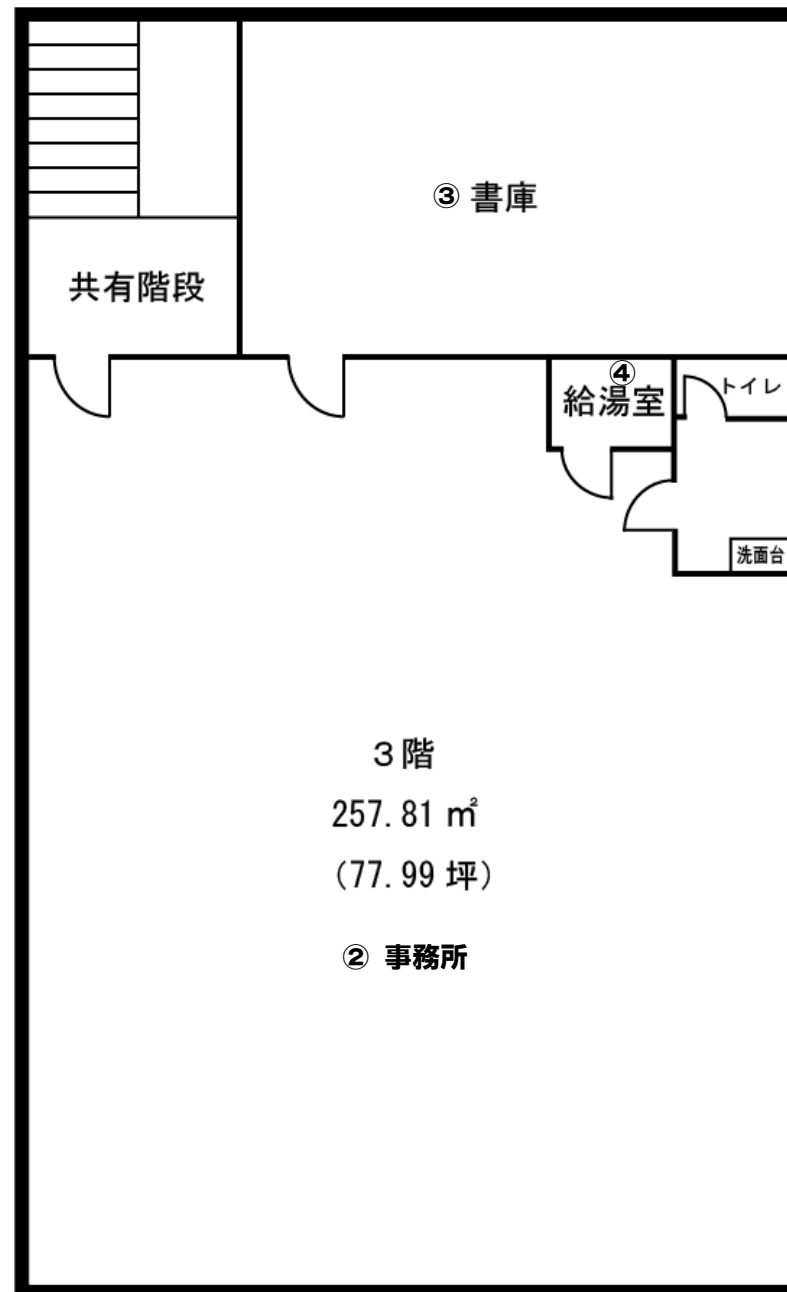 ③ 書庫
共有階段
④
給湯室
トイレ
洗面台
3階
257.81 ㎡
(77.99 坪)
② 事務所